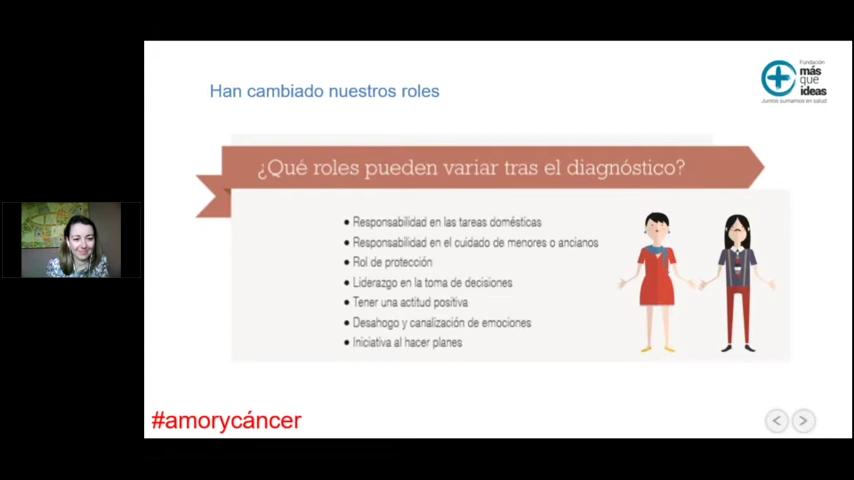 Han cambiado nuestros roles
Fundación
más
que
ideas
Juntos sumamos en salud
¿Qué roles pueden variar tras el diagnóstico?
• Responsabilidad en las tareas domésticas
• Responsabilidad en el cuidado de menores o ancianos
• Rol de protección
• Liderazgo en la toma de decisiones
• Tener una actitud positiva
• Desahogo y canalización de emociones
• Iniciativa al hacer planes
#amorycáncer